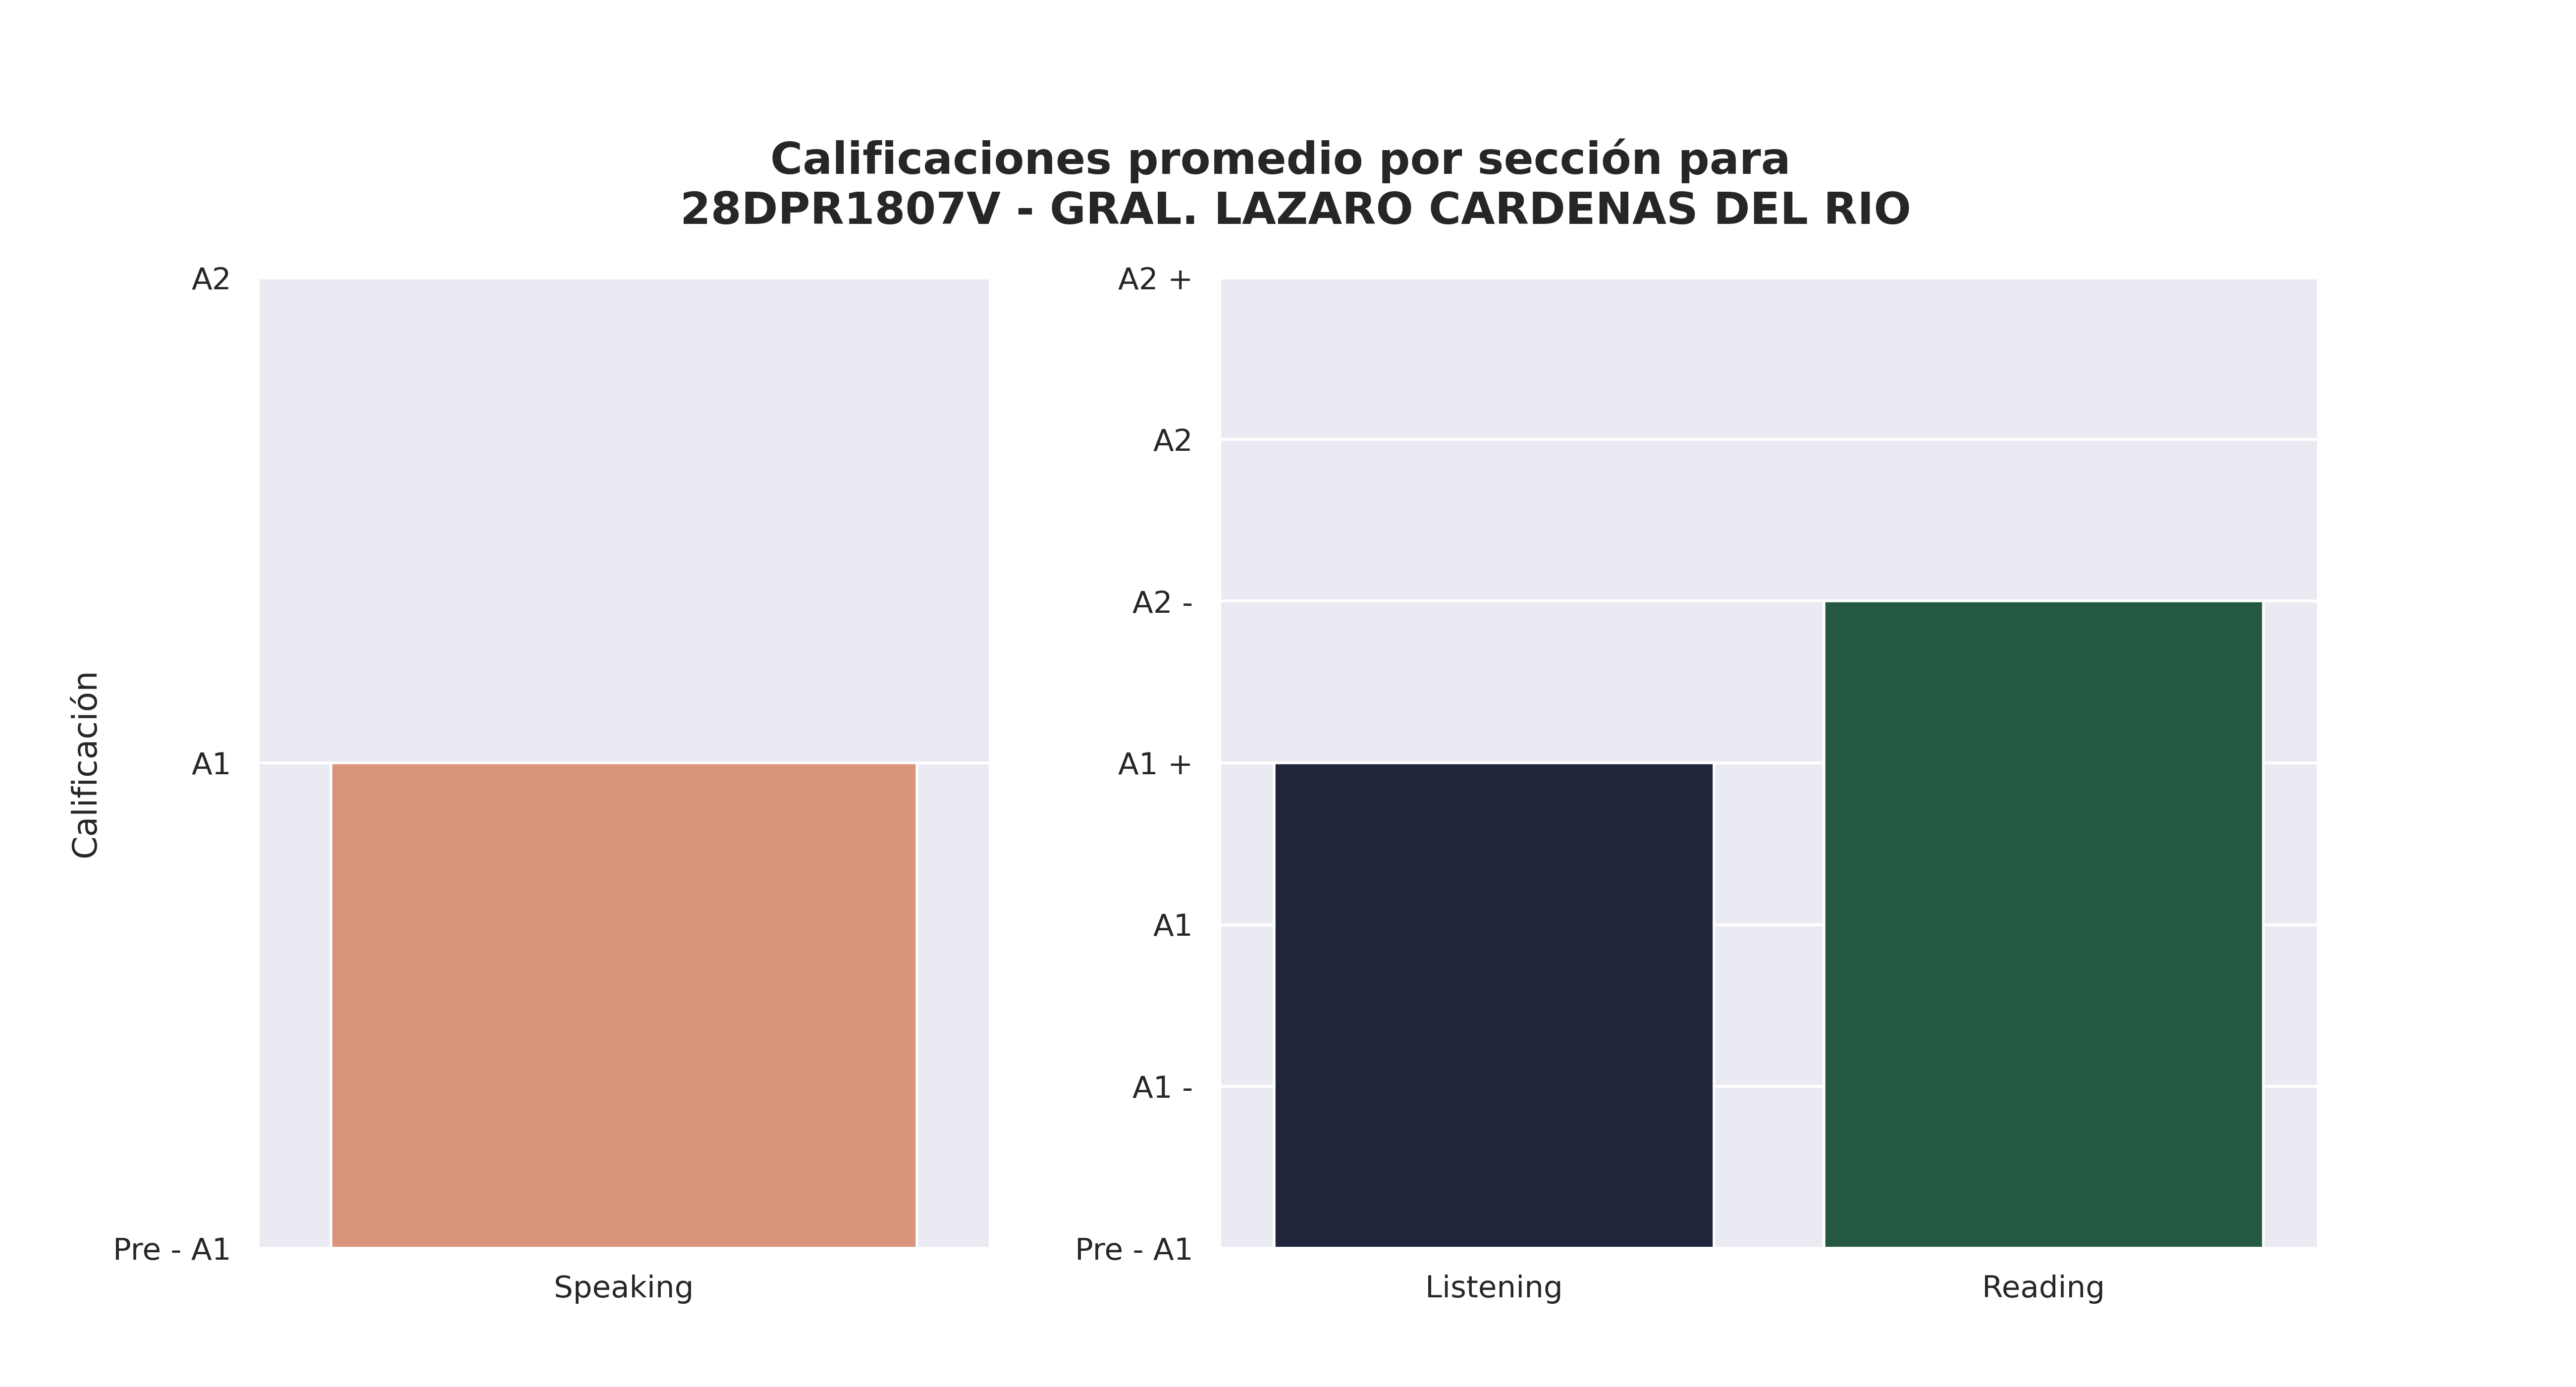 Calificaciones promedio por sección para
28DPR1807V - GRAL. LAZARO CARDENAS DEL RIO
Calificación
A2
A1
Pre - A1
Speaking
A2 +
A2
A2 -
A1 +
A1
A1 -
Pre - A1
Listening
Reading